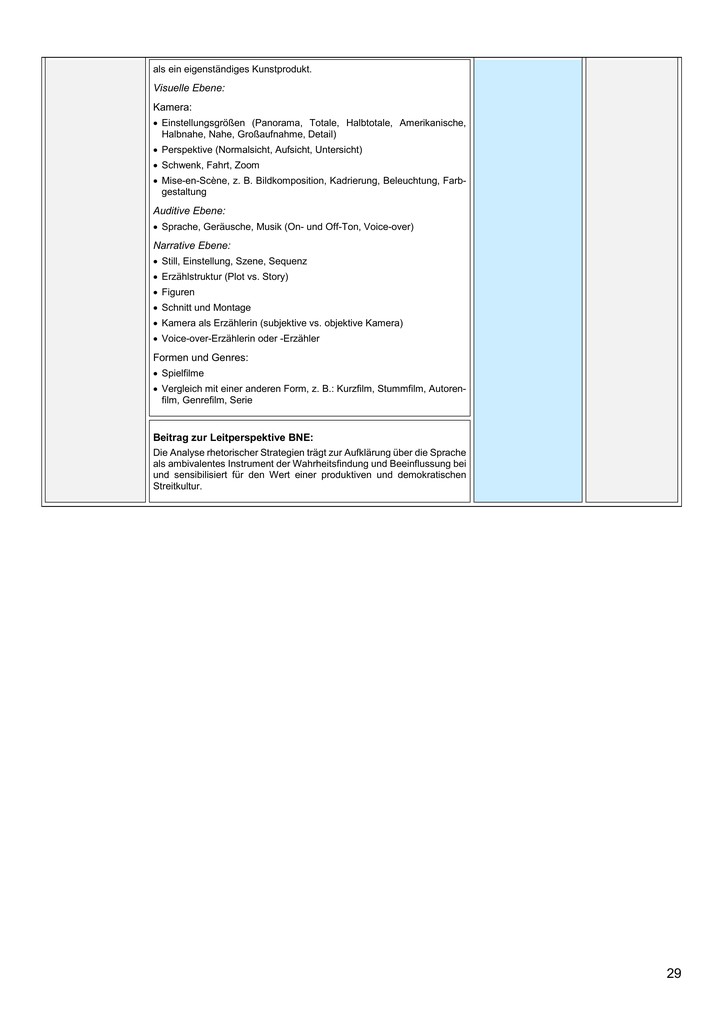 als ein eigenständiges Kunstprodukt.
Visuelle Ebene:
Kamera:
• Einstellungsgrößen (Panorama, Totale, Halbtotale, Amerikanische,
Halbnahe, Nahe, Großaufnahme, Detail)
• Perspektive (Normalsicht, Aufsicht, Untersicht)
• Schwenk, Fahrt, Zoom
• Mise-en-Scène, z. B. Bildkomposition, Kadrierung, Beleuchtung, Farb-
gestaltung
Auditive Ebene:
• Sprache, Geräusche, Musik (On- und Off-Ton, Voice-over)
Narrative Ebene:
• Still, Einstellung, Szene, Sequenz
• Erzählstruktur (Plot vs. Story)
• Figuren
• Schnitt und Montage
• Kamera als Erzählerin (subjektive vs. objektive Kamera)
• Voice-over-Erzählerin oder -Erzähler
Formen und Genres:
• Spielfilme
• Vergleich mit einer anderen Form, z. B.: Kurzfilm, Stummfilm, Autoren-
film, Genrefilm, Serie
Beitrag zur Leitperspektive BNE:
Die Analyse rhetorischer Strategien trägt zur Aufklärung über die Sprache
als ambivalentes Instrument der Wahrheitsfindung und Beeinflussung bei
und sensibilisiert für den Wert einer produktiven und demokratischen
Streitkultur.
29